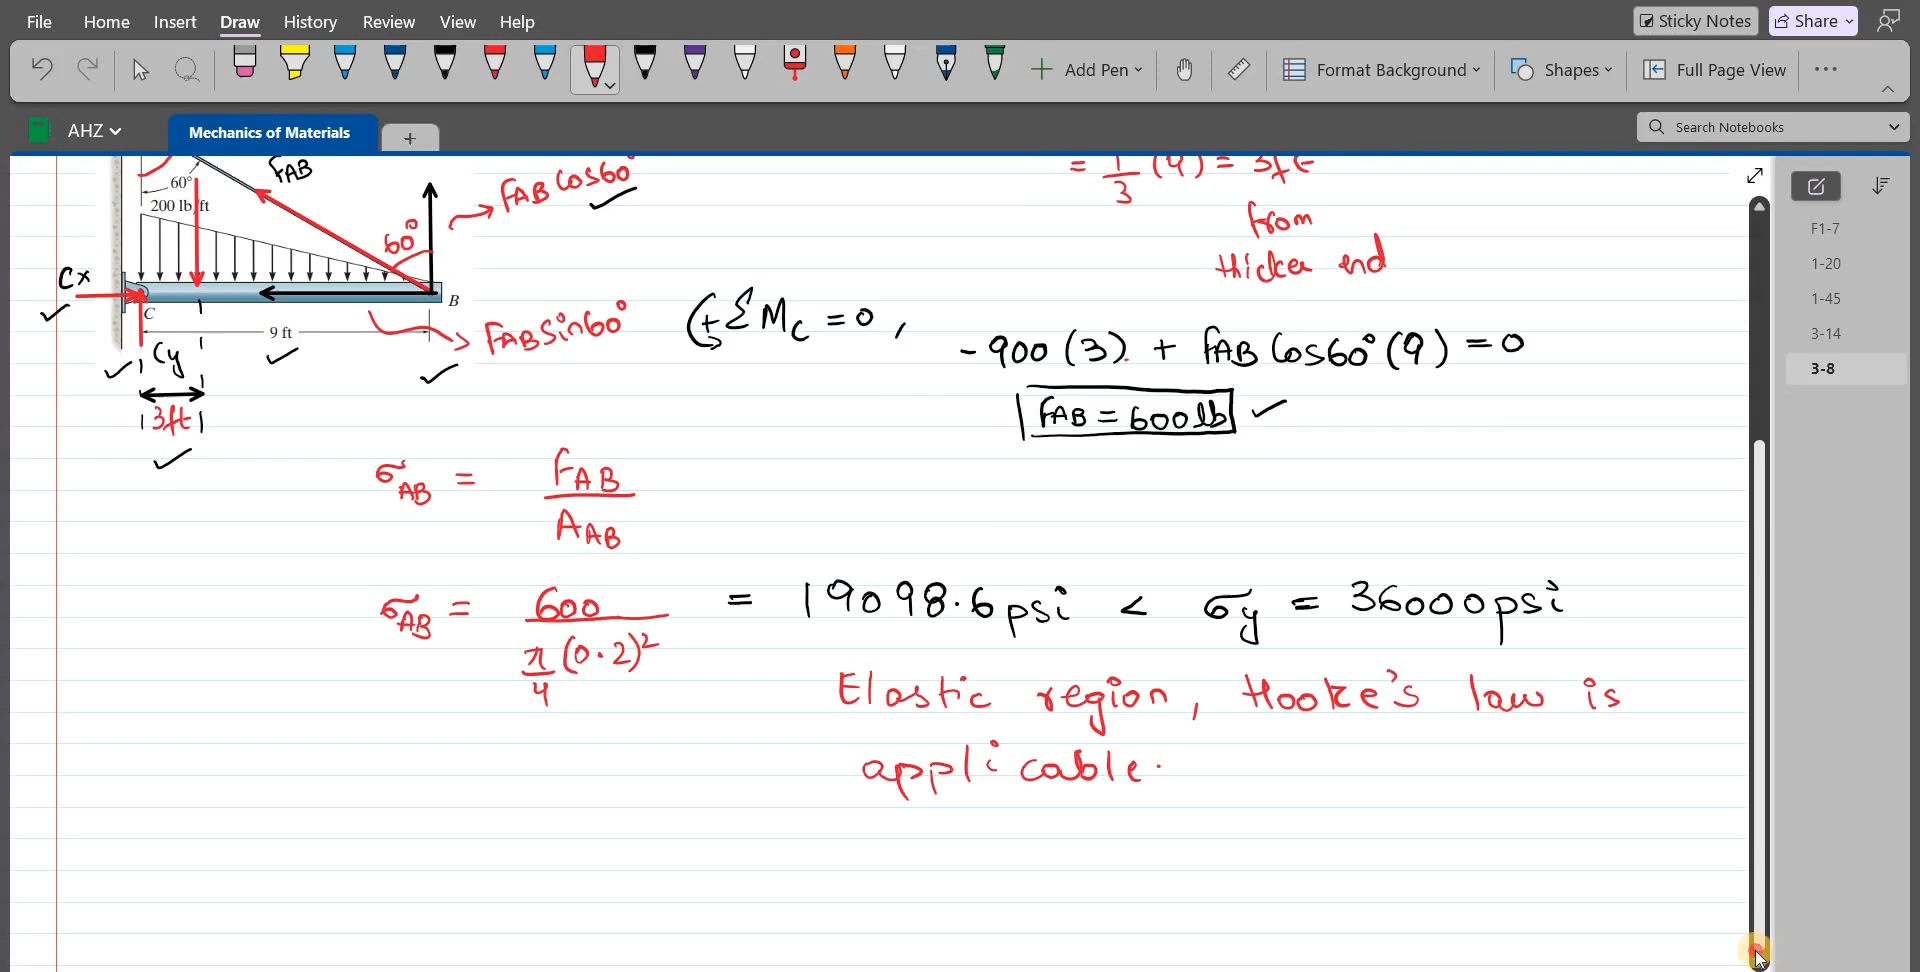 File Home Insert Draw History Review View Help
Sticky Notes Share
Add Pen Format Background Shapes Full Page View
AHZ Mechanics of Materials +
Search Notebooks
F1-7
1-20
1-45
3-14
3-8
60°
200 lb/ft
FAB
FAB Cos60°
60°
Cx
C
B
9 ft
FAB Sin60°
Cy
3ft
= 1/3 (9) = 3ft
from
thicker end
(+ ΣMc = 0,
-900 (3) + FAB Cos60° (9) = 0
FAB = 600lb
σAB = FAB / AAB
σAB = 600 / π/4 (0.2)² = 19098.6 psi < σy = 36000 psi
Elastic region, Hooke's law is
applicable.